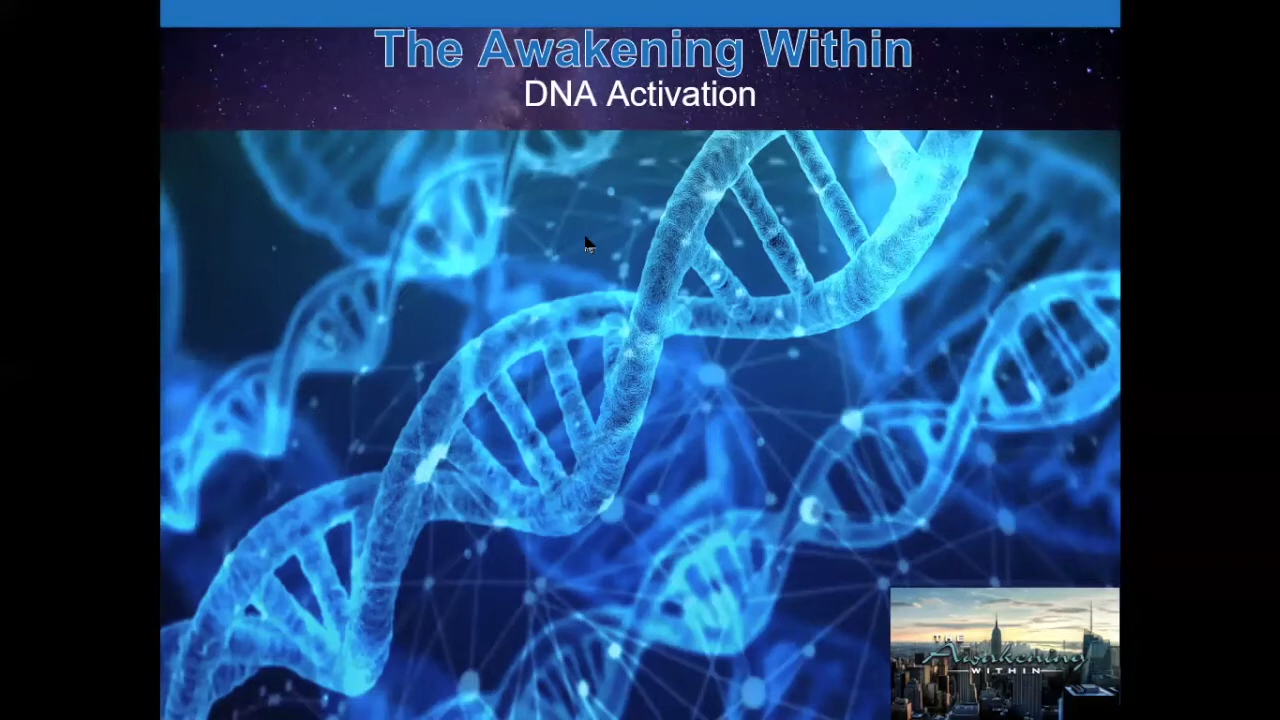 The Awakening Within
DNA Activation
THE
Awakening
WITHIN